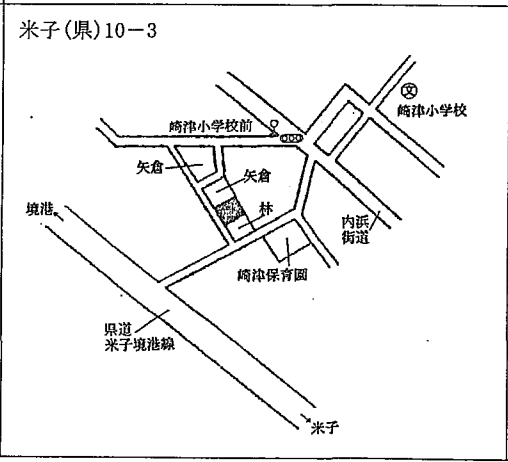 米子(県)10-3
文
崎津小学校
崎津小学校前
矢倉
矢倉
林
境港
内浜
街道
崎津保育園
県道
米子境港線
米子